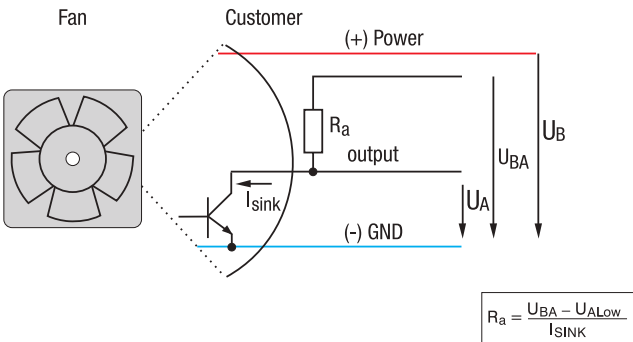 Fan
Customer
(+) Power
Ra
output
Isink
UA
UBA
UB
(-) GND
Ra = UBA – UALow
ISINK